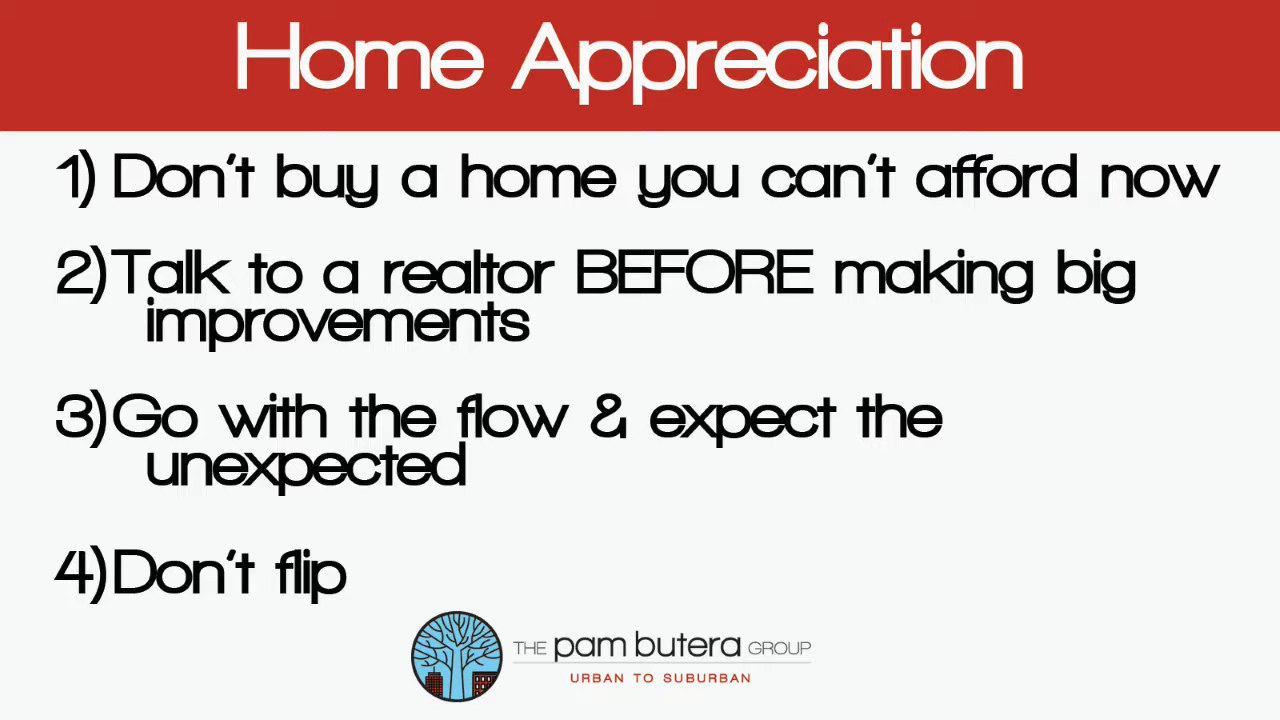 Home Appreciation
1) Don't buy a home you can't afford now
2) Talk to a realtor BEFORE making big
improvements
3) Go with the flow & expect the
unexpected
4) Don't flip
THE pam butera GROUP
URBAN TO SUBURBAN